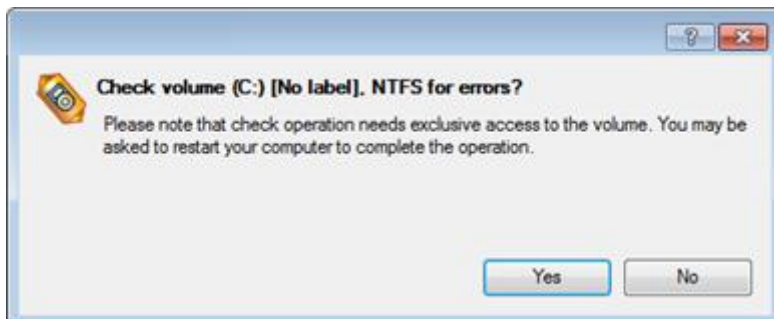 Check volume (C:) [No label]. NTFS for errors?
Please note that check operation needs exclusive access to the volume. You may be
asked to restart your computer to complete the operation.
Yes
No